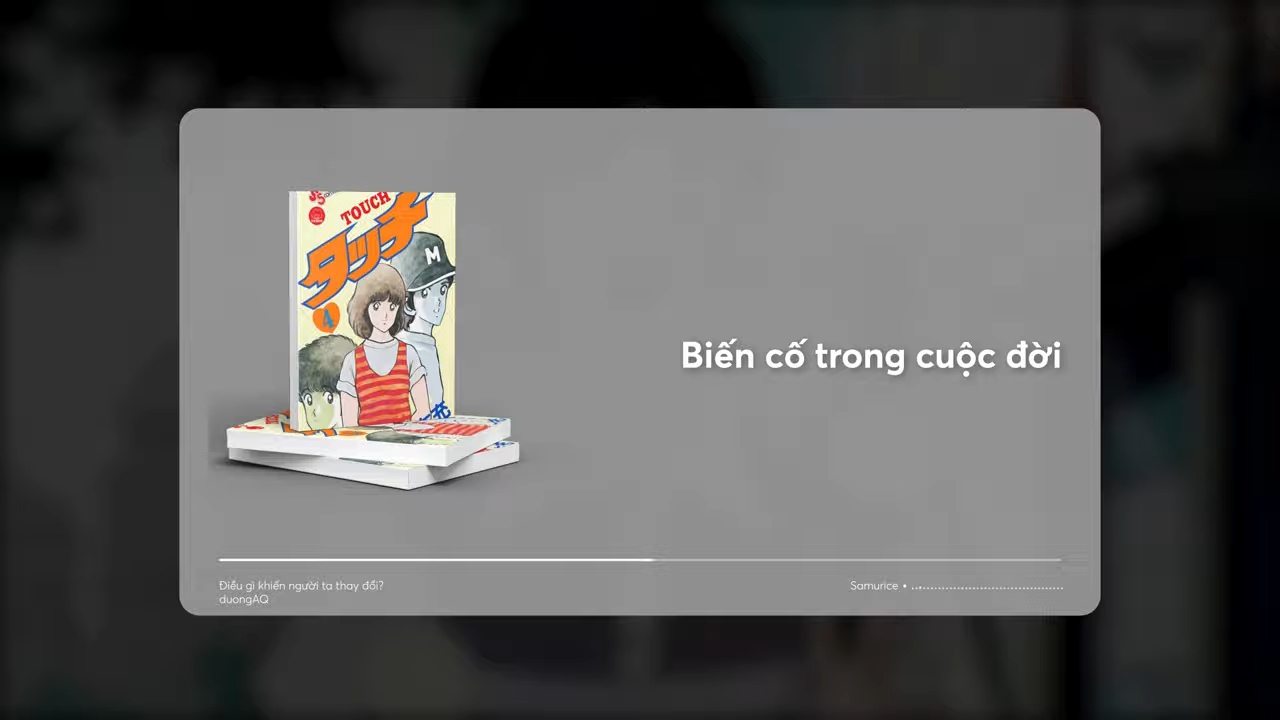 TOUCH
タッチ
M
4
Biến cố trong cuộc đời
Điều gì khiến người ta thay đổi?
duongAQ
Samurice •